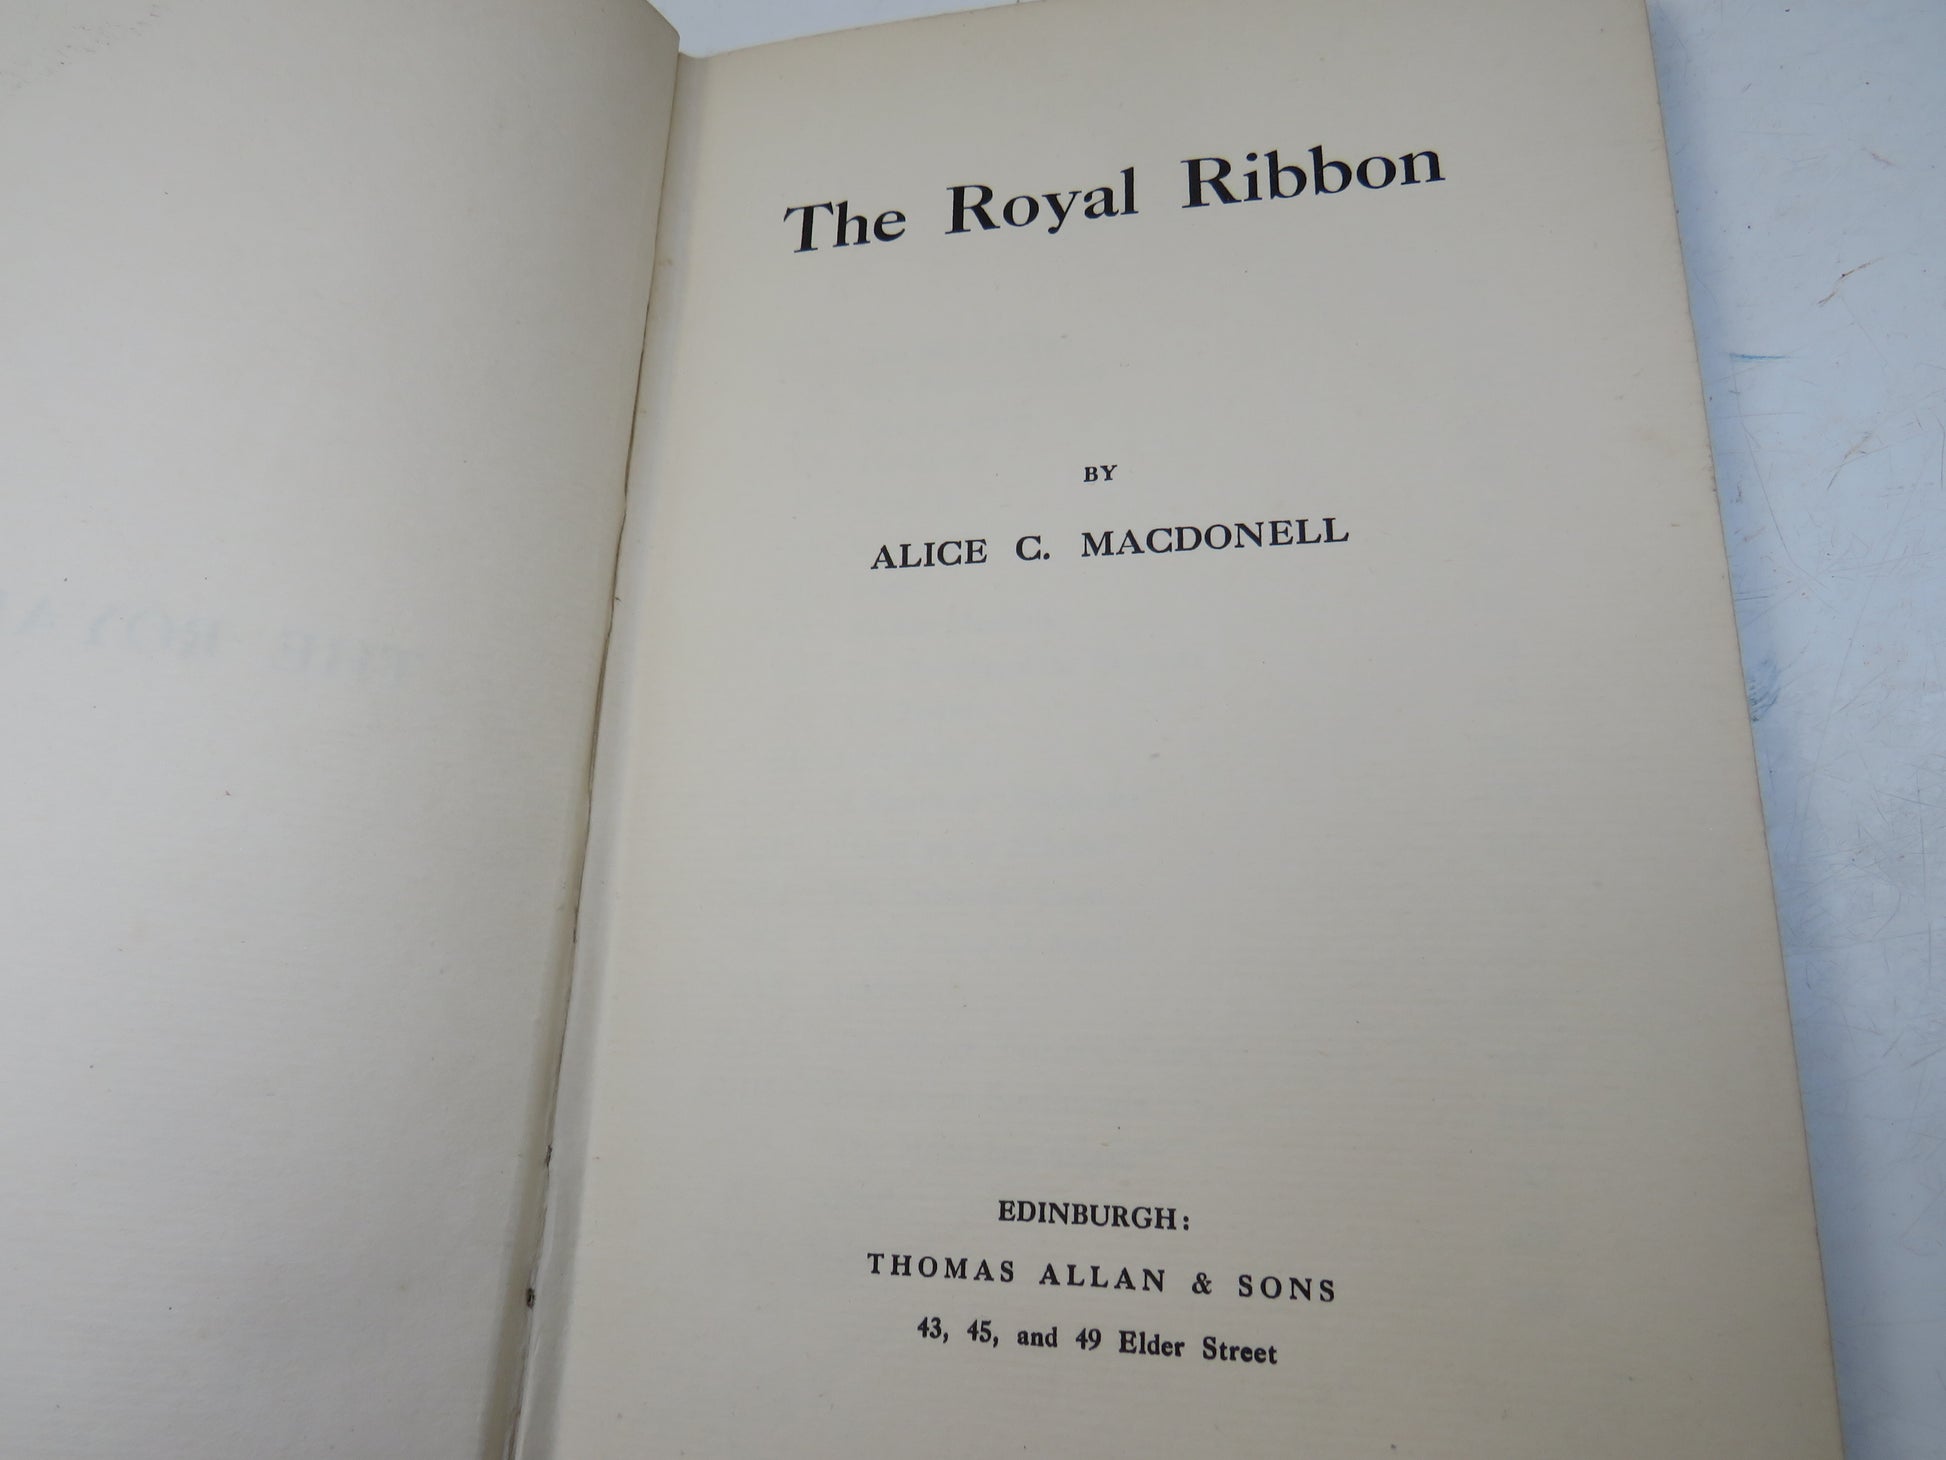 The Royal Ribbon
BY
ALICE C. MACDONELL
EDINBURGH:
THOMAS ALLAN & SONS
43, 45, and 49 Elder Street